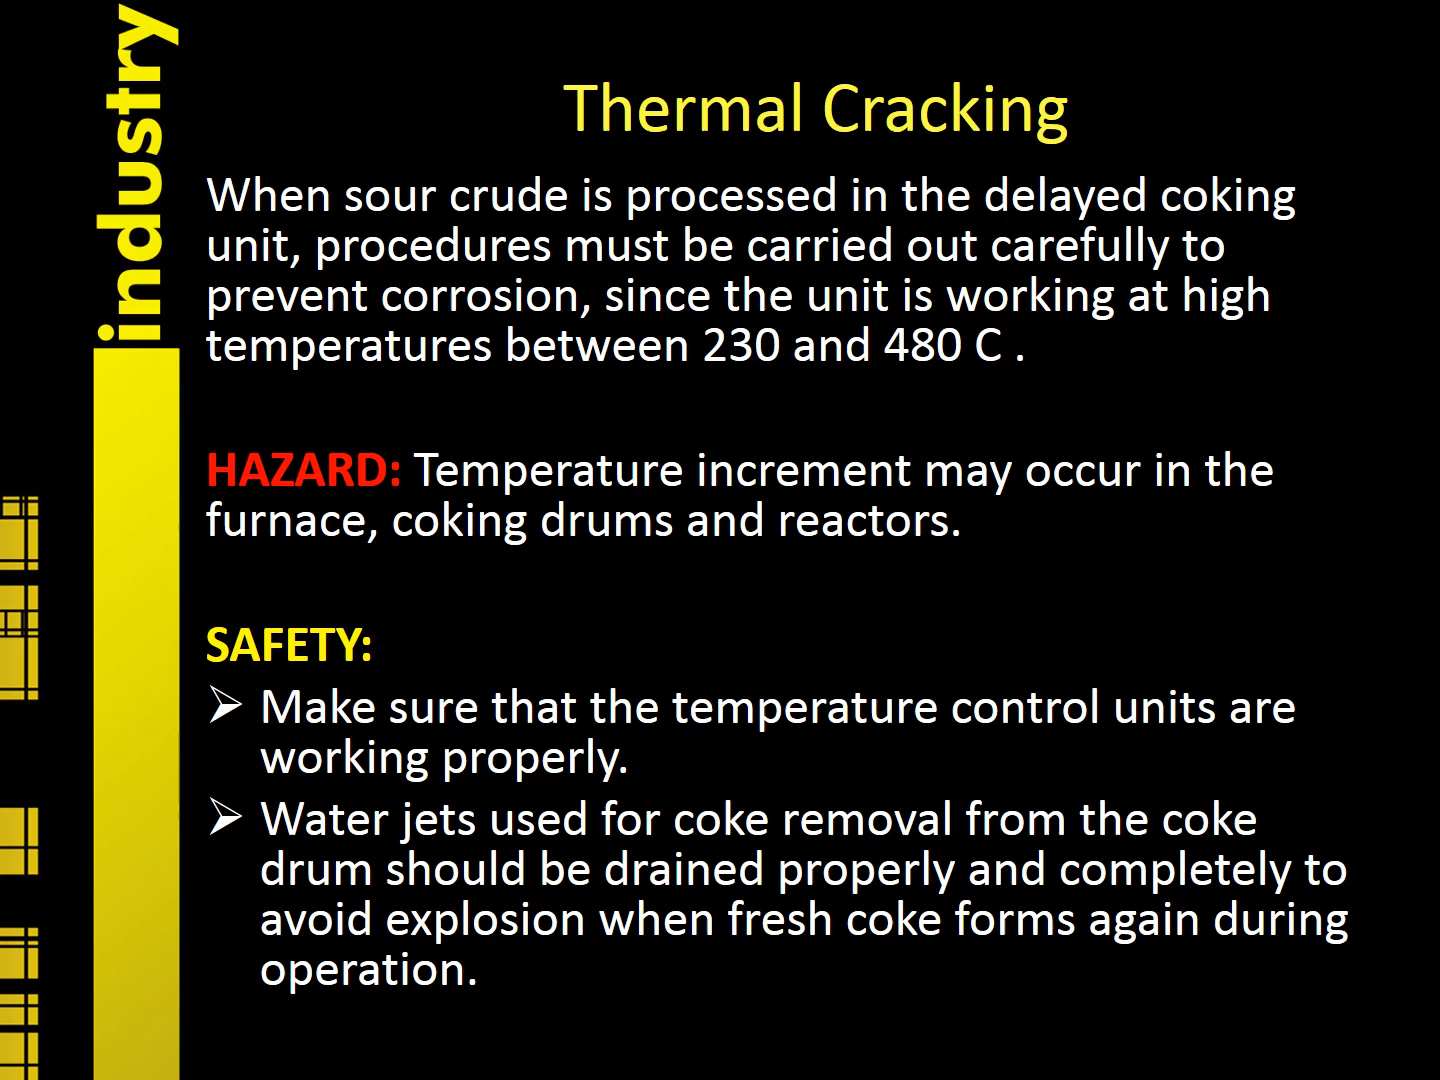 industry
Thermal Cracking
When sour crude is processed in the delayed coking
unit, procedures must be carried out carefully to
prevent corrosion, since the unit is working at high
temperatures between 230 and 480 C .
HAZARD: Temperature increment may occur in the
furnace, coking drums and reactors.
SAFETY:
➢ Make sure that the temperature control units are
working properly.
➢ Water jets used for coke removal from the coke
drum should be drained properly and completely to
avoid explosion when fresh coke forms again during
operation.